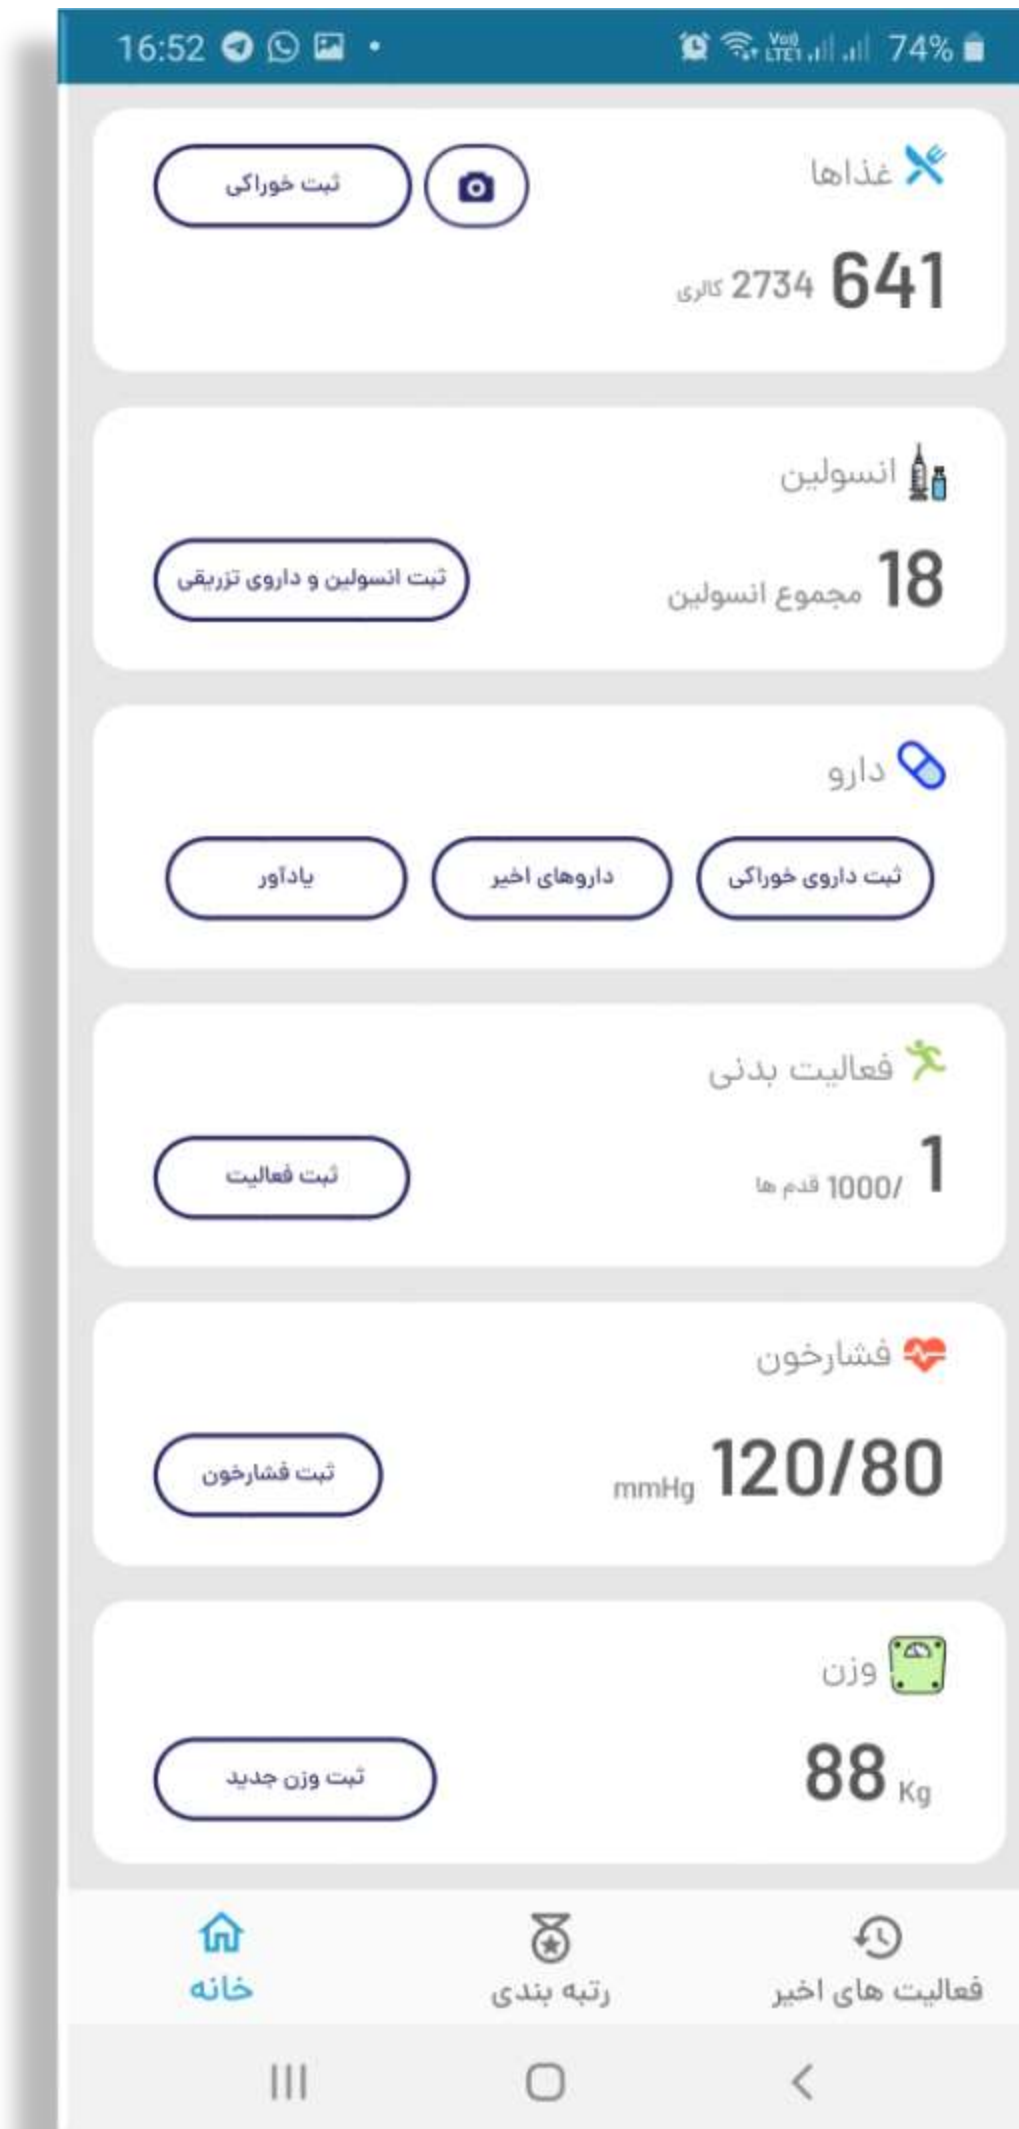 16:52
VoI) LTE1 74%
غذاها
ثبت خوراکی
641 2734 کالری
انسولین
18 مجموع انسولین
ثبت انسولین و داروی تزریقی
دارو
ثبت داروی خوراکی
داروهای اخیر
یادآور
فعالیت بدنی
1 /1000 قدم ها
ثبت فعالیت
فشارخون
120/80 mmHg
ثبت فشارخون
وزن
88 Kg
ثبت وزن جدید
فعالیت های اخیر
رتبه بندی
خانه